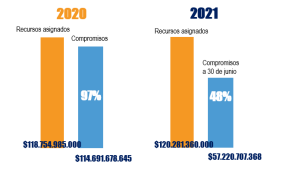 2020
Recursos asignados
Compromisos
97%
$118.754.985.000
$114.691.678.645
2021
Recursos asignados
Compromisos
a 30 de junio
48%
$120.281.360.000
$57.220.707.368